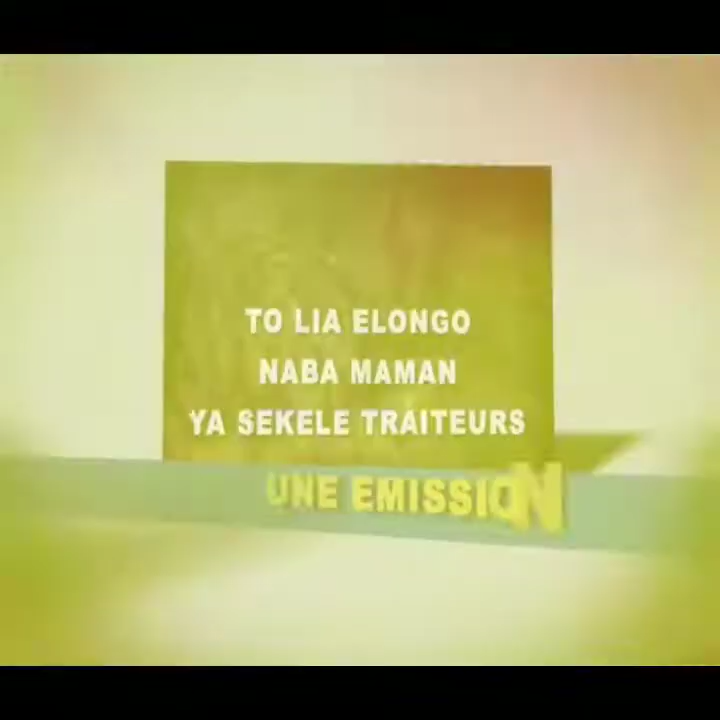 TO LIA ELONGO
NABA MAMAN
YA SEKELE TRAITEURS
UNE EMISSION